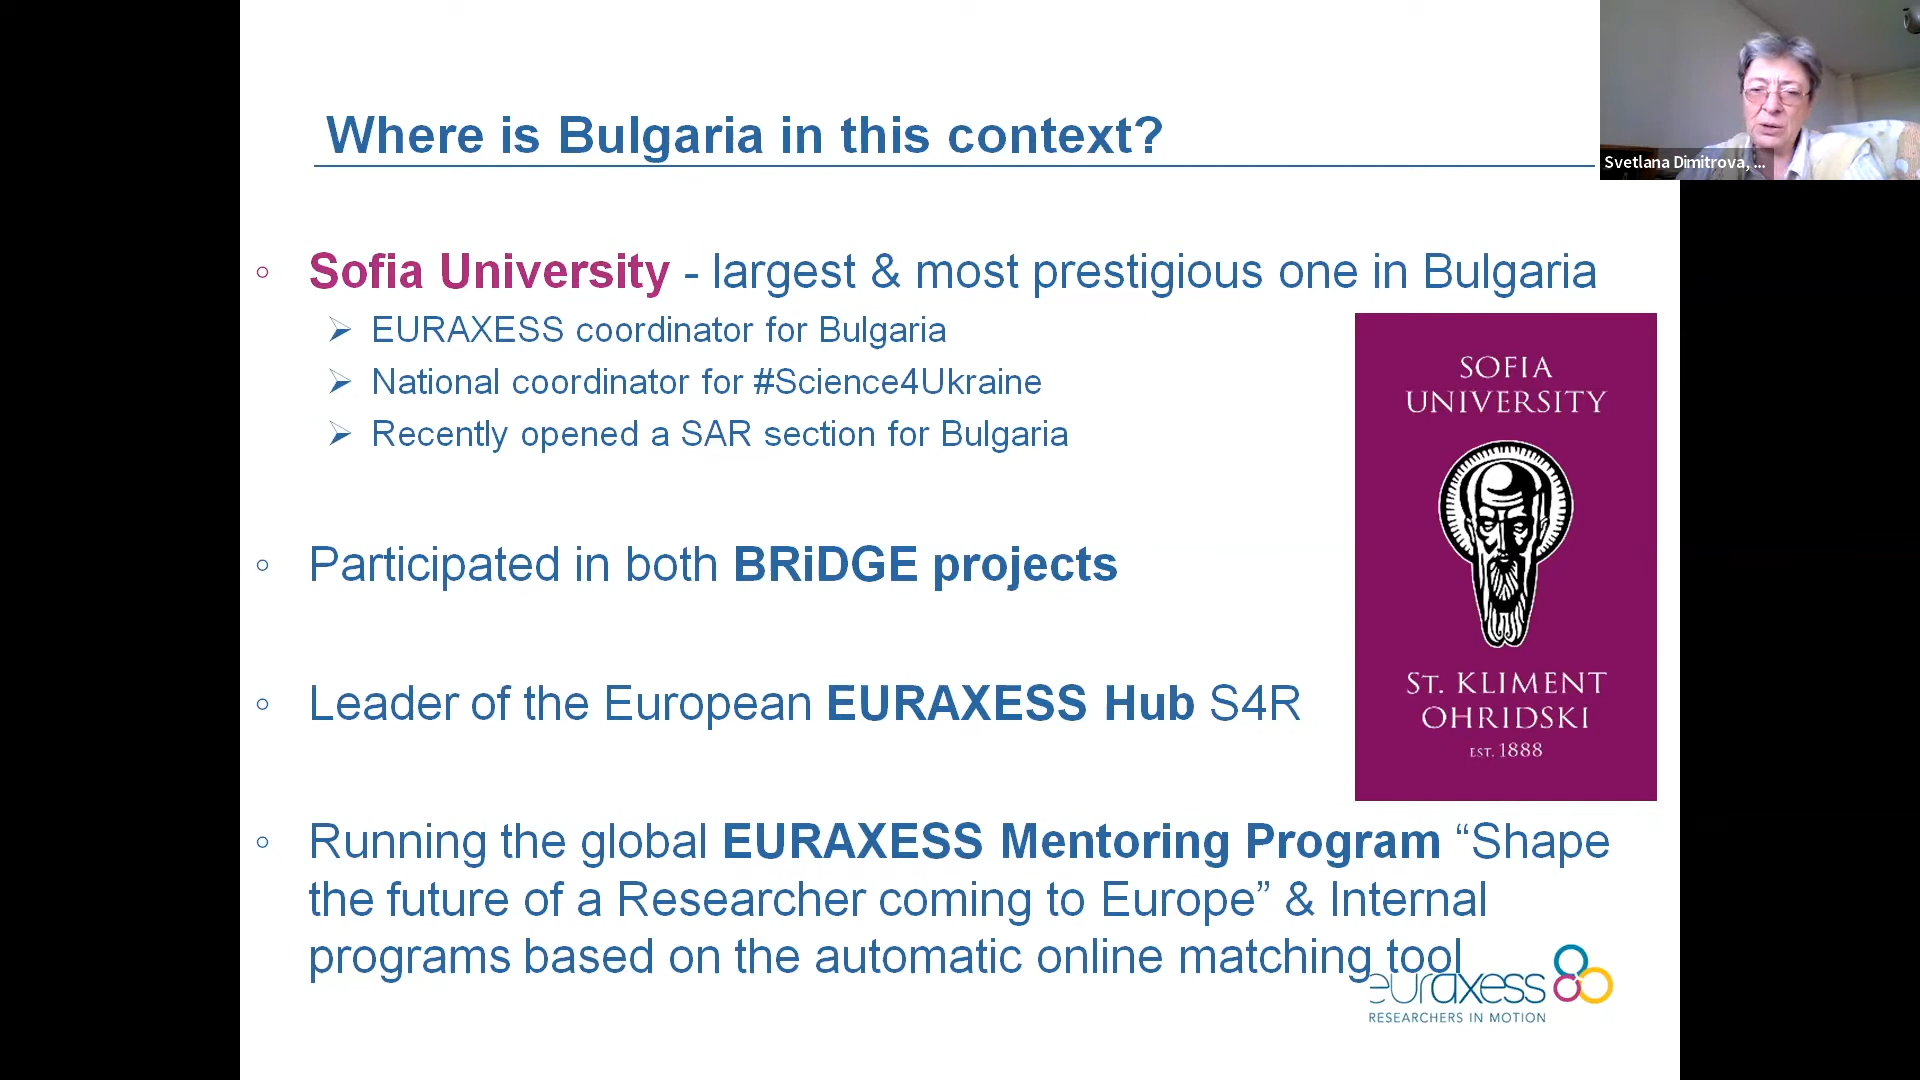 Where is Bulgaria in this context?
Svetlana Dimitrova, ...
Sofia University - largest & most prestigious one in Bulgaria
EURAXESS coordinator for Bulgaria
National coordinator for #Science4Ukraine
Recently opened a SAR section for Bulgaria
Participated in both BRiDGE projects
Leader of the European EURAXESS Hub S4R
Running the global EURAXESS Mentoring Program “Shape
the future of a Researcher coming to Europe” & Internal
programs based on the automatic online matching tool
SOFIA
UNIVERSITY
ST. KLIMENT
OHRIDSKI
EST. 1888
euraxess
RESEARCHERS IN MOTION